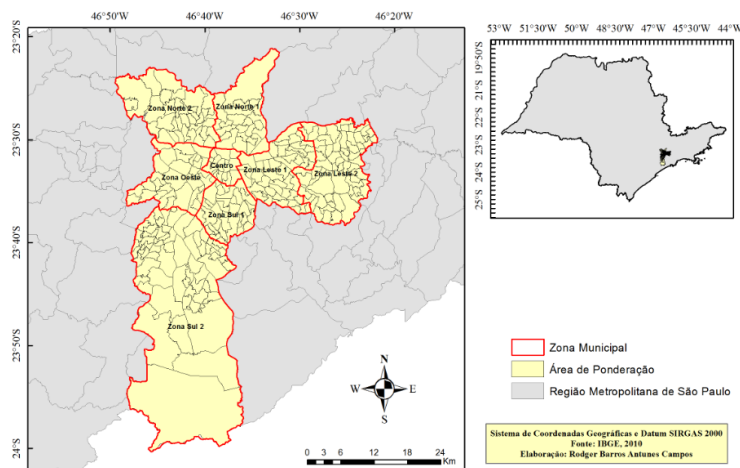 46°50'W 46°40'W 46°30'W 46°20'W
23°20'S
23°30'S
23°40'S
23°50'S
24°S
Zona Norte 2
Zona Norte 1
Zona Oeste
Centro
Zona Leste 1
Zona Leste 2
Zona Sul 1
Zona Sul 2
N
W E
S
0 3 6 12 18 24
Km
53°W 51°30'W 50°W 48°30'W 47°W 45°30'W 44°W
19°50'S
21°S
22°S
23°S
24°S
25°S
Zona Municipal
Área de Ponderação
Região Metropolitana de São Paulo
Sistema de Coordenadas Geográficas e Datum SIRGAS 2000
Fonte: IBGE, 2010
Elaboração: Rodger Barros Antunes Campos